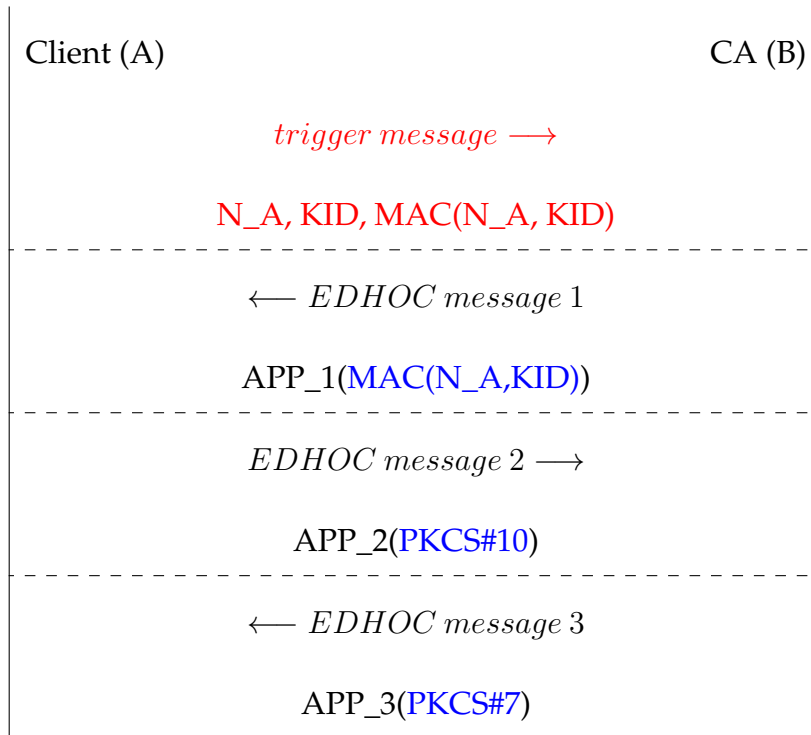 Client (A) CA (B)
trigger message ⟶
N_A, KID, MAC(N_A, KID)
⟵ EDHOC message 1
APP_1(MAC(N_A,KID))
EDHOC message 2 ⟶
APP_2(PKCS#10)
⟵ EDHOC message 3
APP_3(PKCS#7)